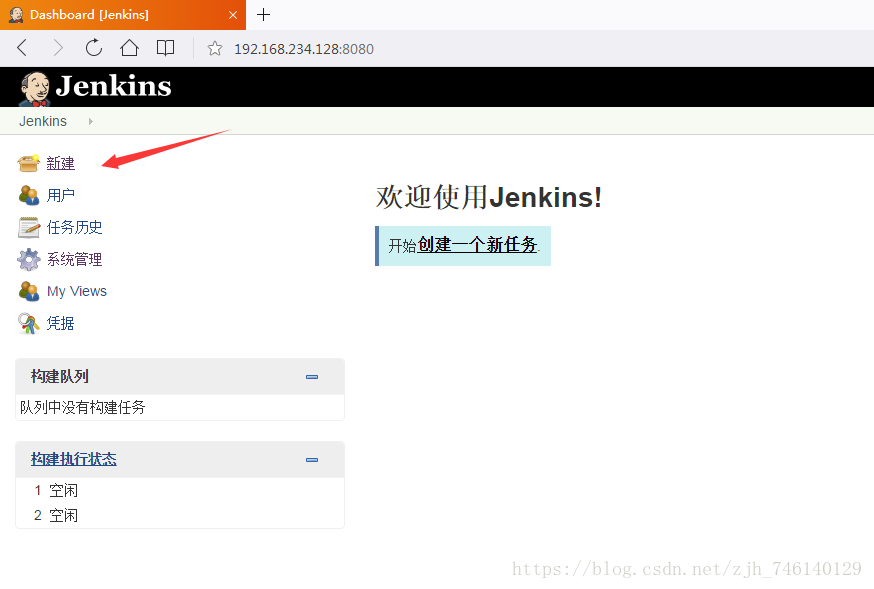 Dashboard [Jenkins]
192.168.234.128:8080
Jenkins
Jenkins
新建
用户
任务历史
系统管理
My Views
凭据
欢迎使用Jenkins!
开始创建一个新任务.
构建队列
队列中没有构建任务
构建执行状态
1 空闲
2 空闲
https://blog.csdn.net/zjh_746140129